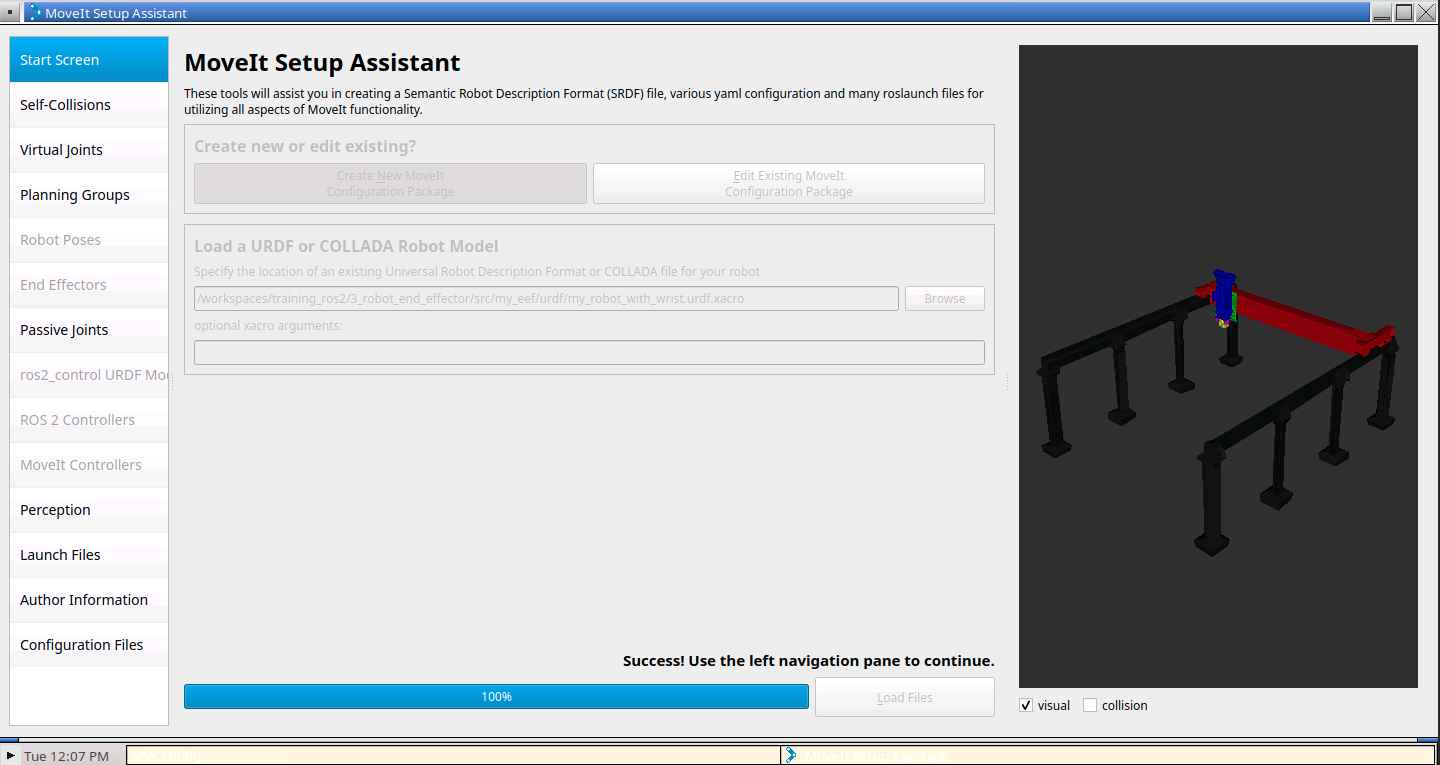 MoveIt Setup Assistant
Start Screen
Self-Collisions
Virtual Joints
Planning Groups
Robot Poses
End Effectors
Passive Joints
ros2_control URDF Mo
ROS 2 Controllers
MoveIt Controllers
Perception
Launch Files
Author Information
Configuration Files
MoveIt Setup Assistant
These tools will assist you in creating a Semantic Robot Description Format (SRDF) file, various yaml configuration and many roslaunch files for
utilizing all aspects of MoveIt functionality.
Create new or edit existing?
Create New MoveIt
Configuration Package
Edit Existing MoveIt
Configuration Package
Load a URDF or COLLADA Robot Model
Specify the location of an existing Universal Robot Description Format or COLLADA file for your robot
/workspaces/training_ros2/3_robot_end_effector/src/my_eef/urdf/my_robot_with_wrist.urdf.xacro
Browse
optional xacro arguments:
Success! Use the left navigation pane to continue.
100%
Load Files
visual
collision
Tue 12:07 PM
MoveIt Setup Assistant